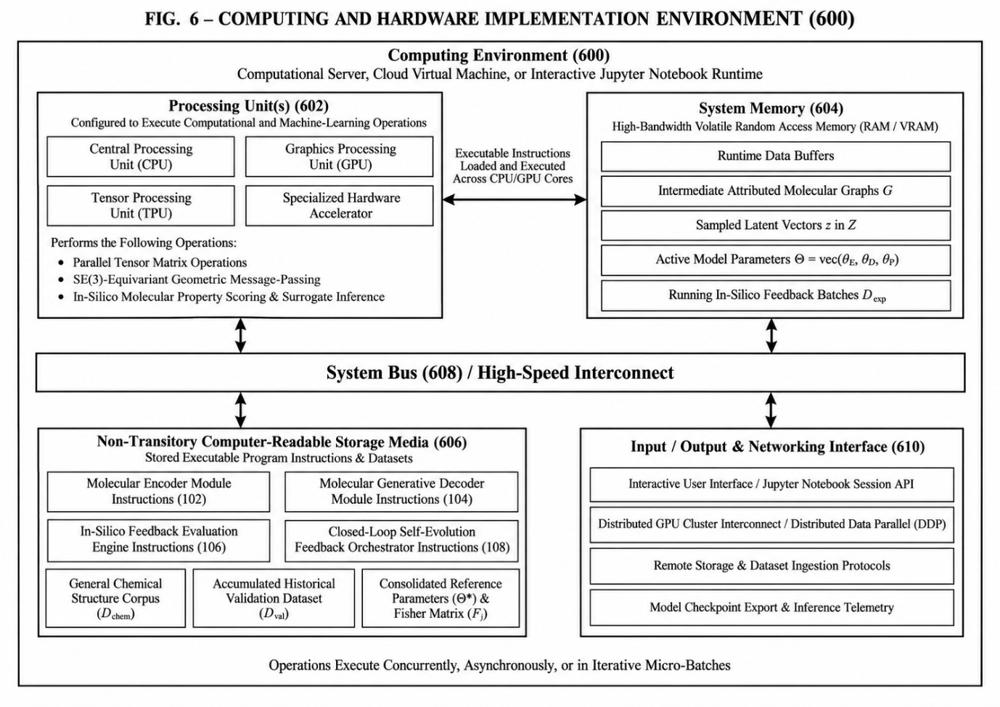 FIG. 6 – COMPUTING AND HARDWARE IMPLEMENTATION ENVIRONMENT (600)
Computing Environment (600)
Computational Server, Cloud Virtual Machine, or Interactive Jupyter Notebook Runtime
Processing Unit(s) (602)
Configured to Execute Computational and Machine-Learning Operations
Central Processing
Unit (CPU)
Graphics Processing
Unit (GPU)
Tensor Processing
Unit (TPU)
Specialized Hardware
Accelerator
Performs the Following Operations:
• Parallel Tensor Matrix Operations
• SE(3)-Equivariant Geometric Message-Passing
• In-Silico Molecular Property Scoring & Surrogate Inference
Executable Instructions
Loaded and Executed
Across CPU/GPU Cores
System Memory (604)
High-Bandwidth Volatile Random Access Memory (RAM / VRAM)
Runtime Data Buffers
Intermediate Attributed Molecular Graphs G
Sampled Latent Vectors z in Z
Active Model Parameters Θ = vec(θ_E, θ_D, θ_P)
Running In-Silico Feedback Batches D_exp
System Bus (608) / High-Speed Interconnect
Non-Transitory Computer-Readable Storage Media (606)
Stored Executable Program Instructions & Datasets
Molecular Encoder Module
Instructions (102)
Molecular Generative Decoder
Module Instructions (104)
In-Silico Feedback Evaluation
Engine Instructions (106)
Closed-Loop Self-Evolution
Feedback Orchestrator Instructions (108)
General Chemical
Structure Corpus
(D_chem)
Accumulated Historical
Validation Dataset
(D_val)
Consolidated Reference
Parameters (Θ*) &
Fisher Matrix (F_j)
Input / Output & Networking Interface (610)
Interactive User Interface / Jupyter Notebook Session API
Distributed GPU Cluster Interconnect / Distributed Data Parallel (DDP)
Remote Storage & Dataset Ingestion Protocols
Model Checkpoint Export & Inference Telemetry
Operations Execute Concurrently, Asynchronously, or in Iterative Micro-Batches